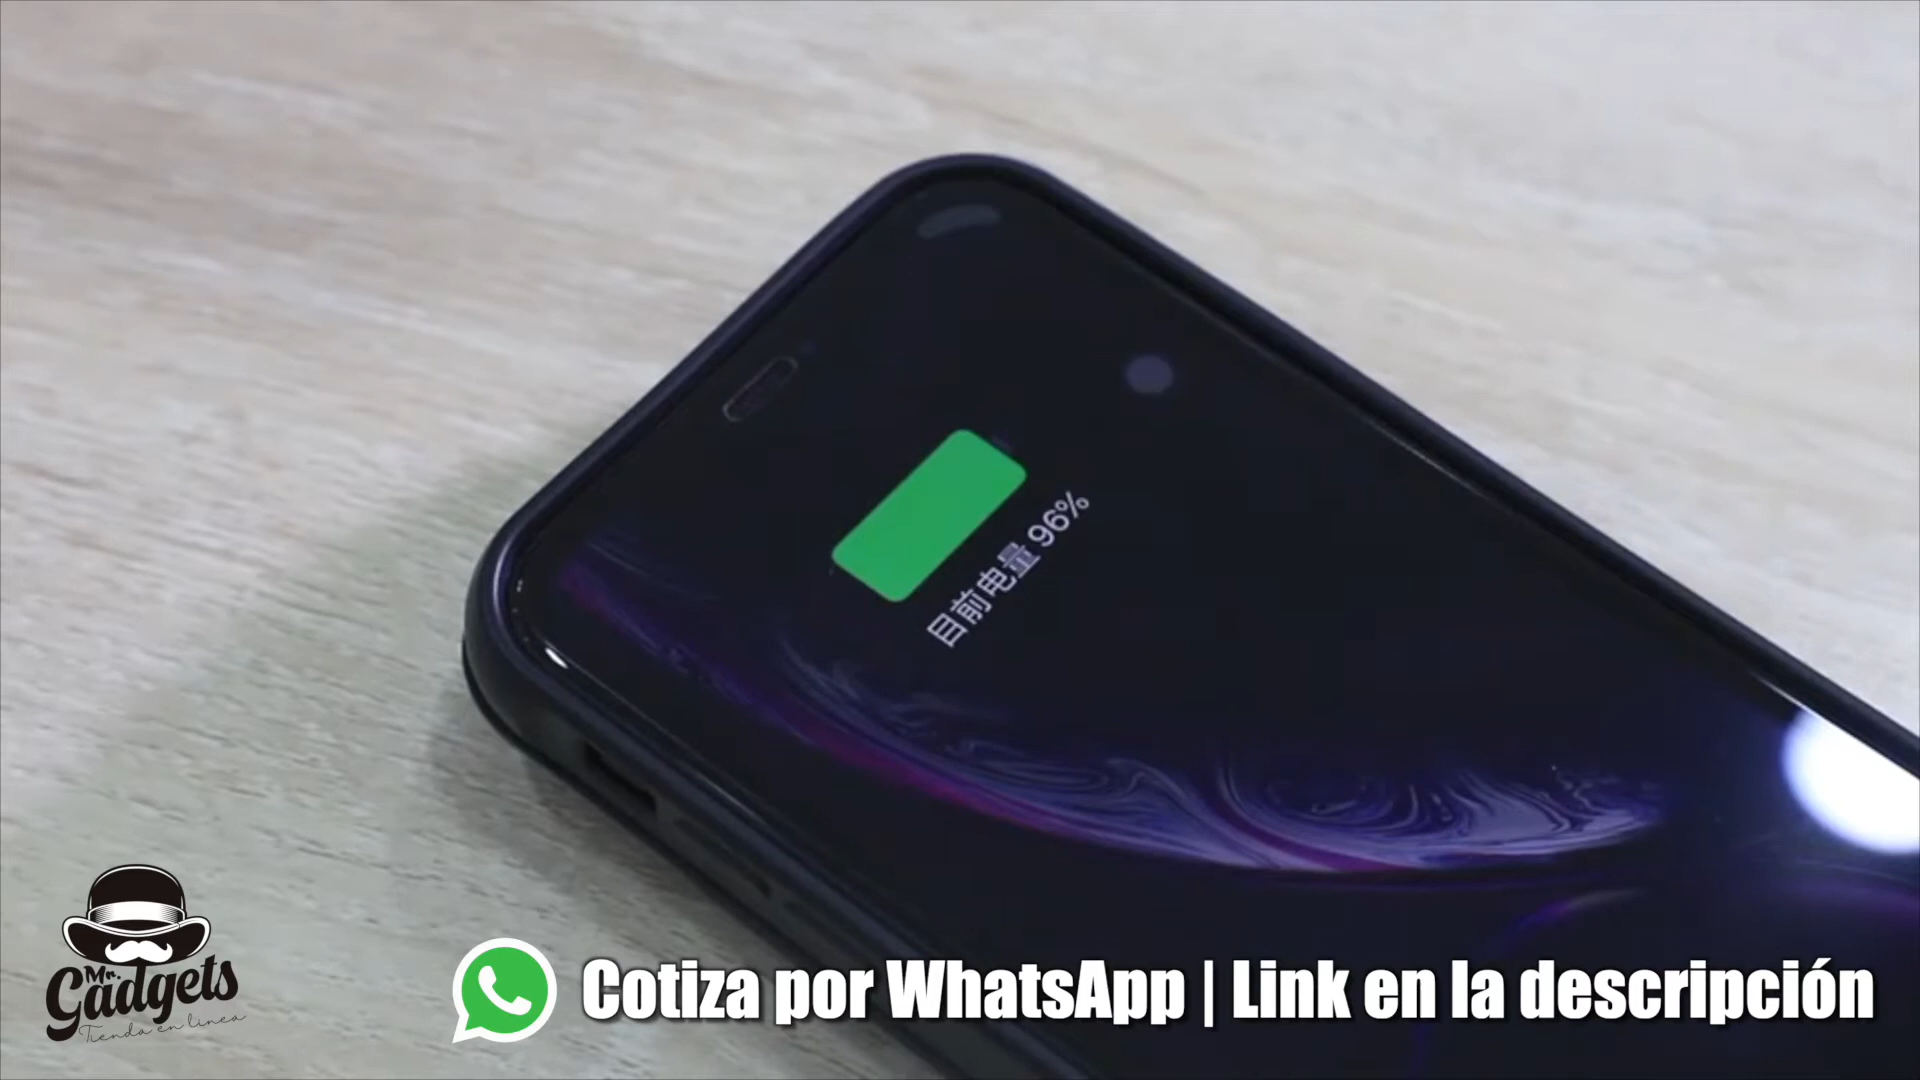 目前电量 96%
Mr.
Gadgets
Tienda en linea
Cotiza por WhatsApp | Link en la descripción